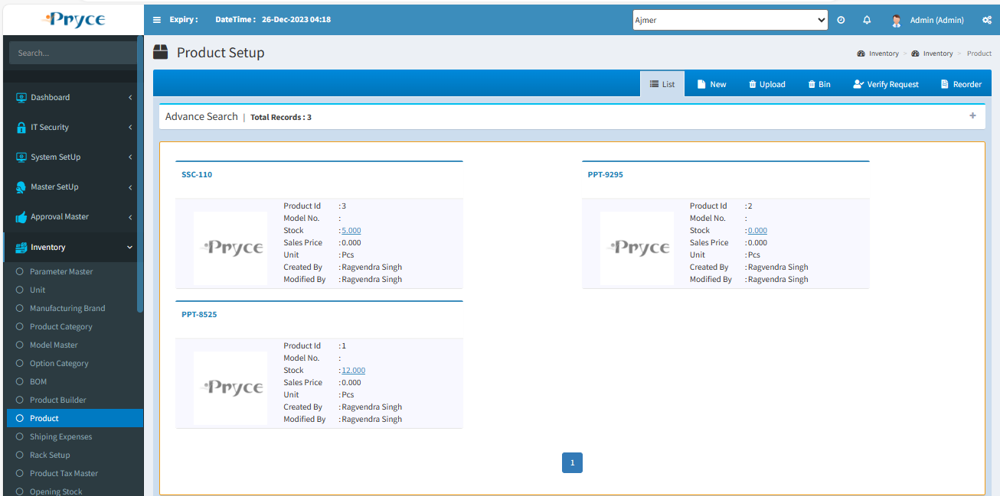 Pryce
Expiry : DateTime : 26-Dec-2023 04:18
Ajmer
Admin (Admin)
Search...
Dashboard
IT Security
System SetUp
Master SetUp
Approval Master
Inventory
Parameter Master
Unit
Manufacturing Brand
Product Category
Model Master
Option Category
BOM
Product Builder
Product
Shiping Expenses
Rack Setup
Product Tax Master
Opening Stock
Product Setup
Inventory > Inventory > Product
List New Upload Bin Verify Request Reorder
Advance Search | Total Records : 3
+
SSC-110
Pryce
Product Id :3
Model No. :
Stock :5.000
Sales Price :0.000
Unit :Pcs
Created By :Ragvendra Singh
Modified By :Ragvendra Singh
PPT-9295
Pryce
Product Id :2
Model No. :
Stock :0.000
Sales Price :0.000
Unit :Pcs
Created By :Ragvendra Singh
Modified By :Ragvendra Singh
PPT-8525
Pryce
Product Id :1
Model No. :
Stock :12.000
Sales Price :0.000
Unit :Pcs
Created By :Ragvendra Singh
Modified By :Ragvendra Singh
1